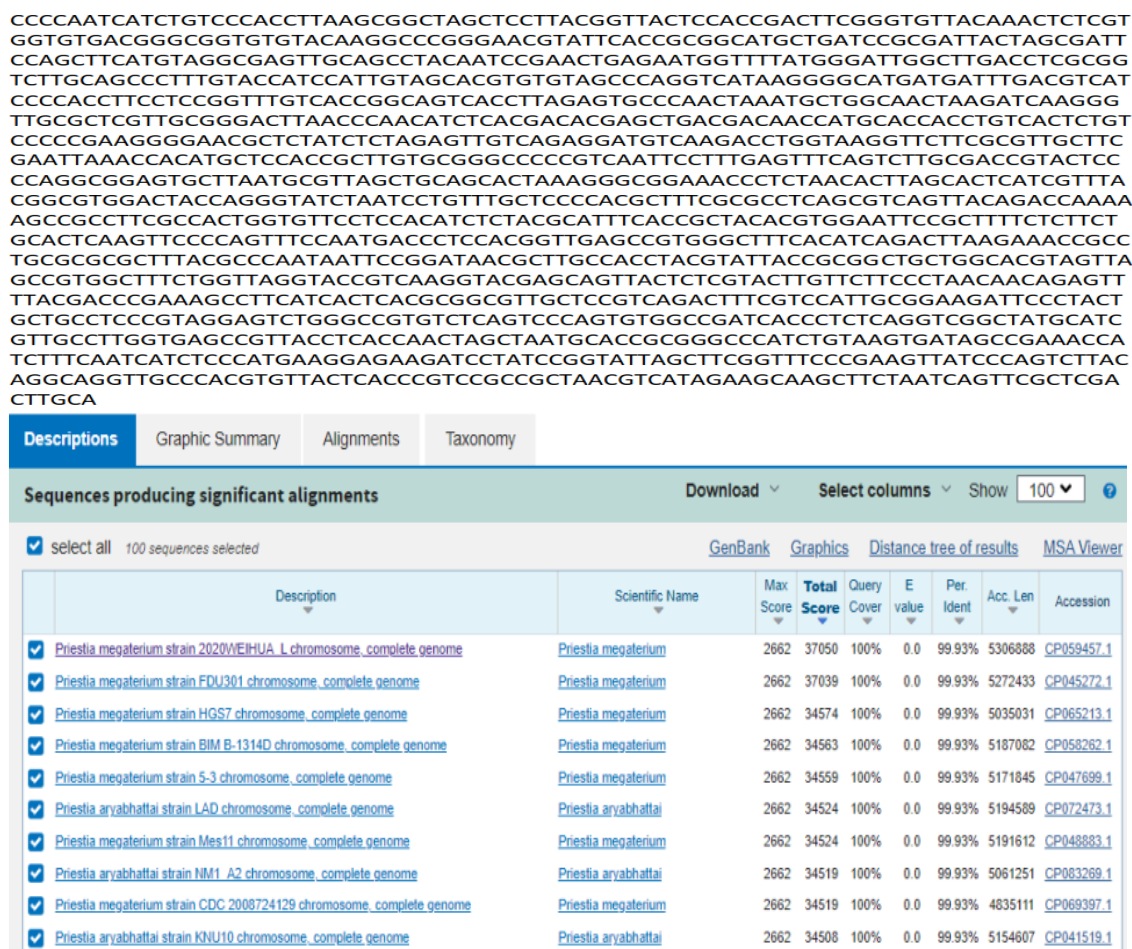 CCCCAATCATCTGTCCCACCTTAAGCGGCTAGCTCCTTACGGTTACTCCACCGACTTCGGGTGTTACAAACTCTCGT
GGTGTGACGGGCGGTGTGTACAAGGCCCGGGAACGTATTCACCGCGGCATGCTGATCCGCGATTACTAGCGATT
CCAGCTTCATGTAGGCGAGTTGCAGCCTACAATCCGAACTGAGAATGGTTTTATGGGATTGGCTTGACCTCGCGG
TCTTGCAGCCCTTTGTACCATCCATTGTAGCACGTGTGTAGCCCAGGTCATAAGGGGCATGATGATTTGACGTCAT
CCCCACCTTCCTCCGGTTTGTCACCGGCAGTCACCTTAGAGTGCCCAACTAAATGCTGGCAACTAAGATCAAGGG
TTGCGCTCGTTGCGGGACTTAACCCAACATCTCACGACACGAGCTGACGACAACCATGCACCACCTGTCACTCTGT
CCCCCGAAGGGGAACGCTCTATCTCTAGAGTTGTCAGAGGATGTCAAGACCTGGTAAGGTTCTTCGCGTTGCTTC
GAATTAAACCACATGCTCCACCGCTTGTGCGGGCCCCCGTCAATTCCTTTGAGTTTCAGTCTTGCGACCGTACTCC
CCAGGCGGAGTGCTTAATGCGTTAGCTGCAGCACTAAAGGGCGGAAACCCTCTAACACTTAGCACTCATCGTTTA
CGGCGTGGACTACCAGGGTATCTAATCCTGTTTGCTCCCCACGCTTTCGCGCCTCAGCGTCAGTTACAGACCAAAA
AGCCGCCTTCGCCACTGGTGTTCCTCCACATCTCTACGCATTTCACCGCTACACGTGGAATTCCGCTTTTCTCTTCT
GCACTCAAGTTCCCCAGTTTCCAATGACCCTCCACGGTTGAGCCGTGGGCTTTCACATCAGACTTAAGAAACCGCC
TGCGCGCGCTTTACGCCCAATAATTCCGGATAACGCTTGCCACCTACGTATTACCGCGGCTGCTGGCACGTAGTTA
GCCGTGGCTTTCTGGTTAGGTACCGTCAAGGTACGAGCAGTTACTCTCGTACTTGTTCTTCCCTAACAACAGAGTT
TTACGACCCGAAAGCCTTCATCACTCACGCGGCGTTGCTCCGTCAGACTTTCGTCCATTGCGGAAGATTCCCTACT
GCTGCCTCCCGTAGGAGTCTGGGCCGTGTCTCAGTCCCAGTGTGGCCGATCACCCTCTCAGGTCGGCTATGCATC
GTTGCCTTGGTGAGCCGTTACCTCACCAACTAGCTAATGCACCGCGGGCCCATCTGTAAGTGATAGCCGAAACCA
TCTTTCAATCATCTCCCATGAAGGAGAAGATCCTATCCGGTATTAGCTTCGGTTTCCCGAAGTTATCCCAGTCTTAC
AGGCAGGTTGCCCACGTGTTACTCACCCGTCCGCCGCTAACGTCATAGAAGCAAGCTTCTAATCAGTTCGCTCGA
CTTGCA
Descriptions Graphic Summary Alignments Taxonomy
Sequences producing significant alignments Download Select columns Show 100 ?
select all 100 sequences selected GenBank Graphics Distance tree of results MSA Viewer
Description Scientific Name Max Score Total Score Query Cover E value Per. Ident Acc. Len Accession
Priestia megaterium strain 2020WEIHUA_L chromosome, complete genome Priestia megaterium 2662 37050 100% 0.0 99.93% 5306888 CP059457.1
Priestia megaterium strain FDU301 chromosome, complete genome Priestia megaterium 2662 37039 100% 0.0 99.93% 5272433 CP045272.1
Priestia megaterium strain HGS7 chromosome, complete genome Priestia megaterium 2662 34574 100% 0.0 99.93% 5035031 CP065213.1
Priestia megaterium strain BIM B-1314D chromosome, complete genome Priestia megaterium 2662 34563 100% 0.0 99.93% 5187082 CP058262.1
Priestia megaterium strain 5-3 chromosome, complete genome Priestia megaterium 2662 34559 100% 0.0 99.93% 5171845 CP047699.1
Priestia aryabhattai strain LAD chromosome, complete genome Priestia aryabhattai 2662 34524 100% 0.0 99.93% 5194589 CP072473.1
Priestia megaterium strain Mes11 chromosome, complete genome Priestia megaterium 2662 34524 100% 0.0 99.93% 5191612 CP048883.1
Priestia aryabhattai strain NM1_A2 chromosome, complete genome Priestia aryabhattai 2662 34519 100% 0.0 99.93% 5061251 CP083269.1
Priestia megaterium strain CDC 2008724129 chromosome, complete genome Priestia megaterium 2662 34519 100% 0.0 99.93% 4835111 CP069397.1
Priestia aryabhattai strain KNU10 chromosome, complete genome Priestia aryabhattai 2662 34508 100% 0.0 99.93% 5154607 CP041519.1